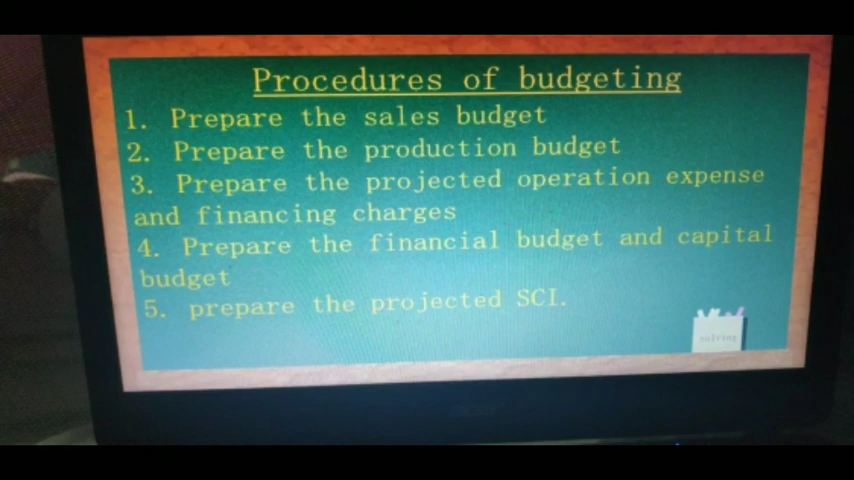 Procedures of budgeting
1. Prepare the sales budget
2. Prepare the production budget
3. Prepare the projected operation expense
and financing charges
4. Prepare the financial budget and capital
budget
5. prepare the projected SCI.
solving